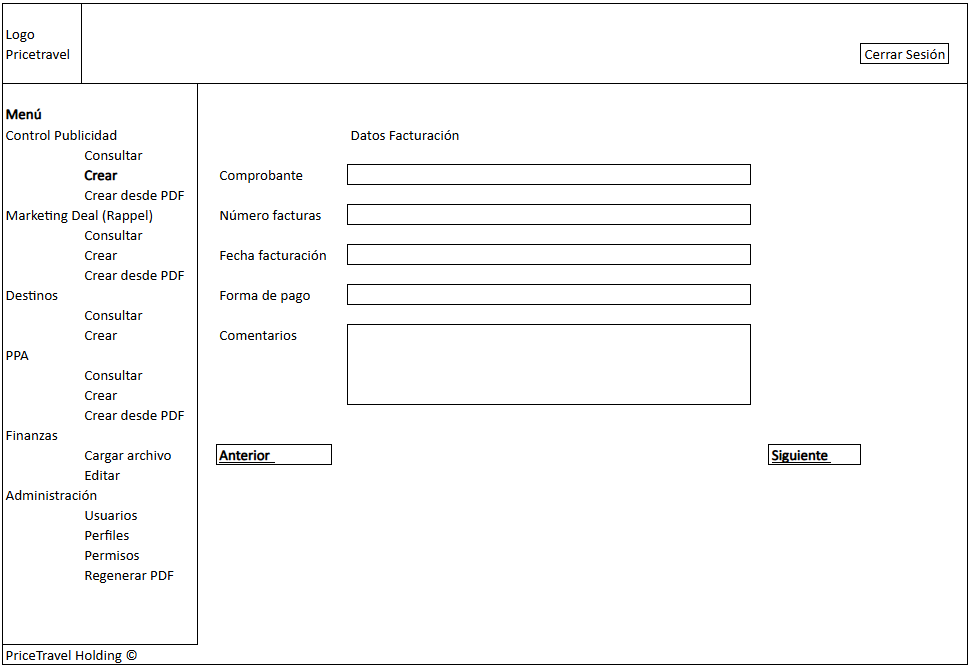 Logo
Pricetravel
Cerrar Sesión
Menú
Control Publicidad
Consultar
Crear
Crear desde PDF
Marketing Deal (Rappel)
Consultar
Crear
Crear desde PDF
Destinos
Consultar
Crear
PPA
Consultar
Crear
Crear desde PDF
Finanzas
Cargar archivo
Editar
Administración
Usuarios
Perfiles
Permisos
Regenerar PDF
Datos Facturación
Comprobante
Número facturas
Fecha facturación
Forma de pago
Comentarios
Anterior
Siguiente
PriceTravel Holding ©